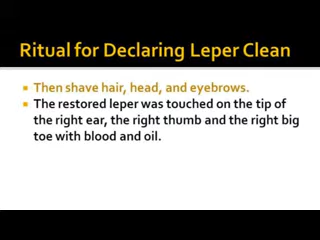 Ritual for Declaring Leper Clean
Then shave hair, head, and eyebrows.
The restored leper was touched on the tip of
the right ear, the right thumb and the right big
toe with blood and oil.